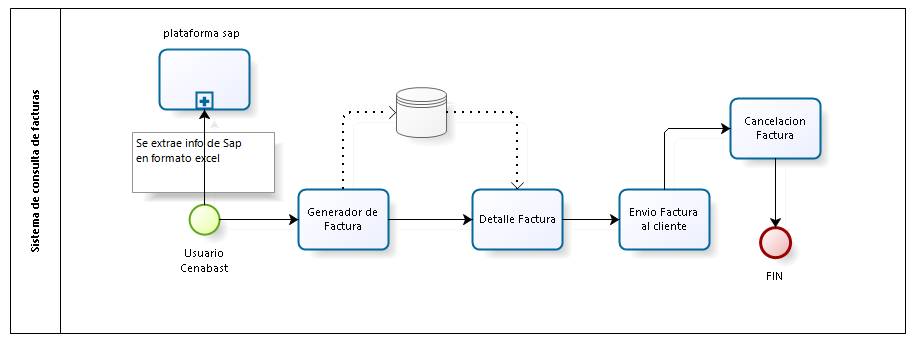 Sistema de consulta de facturas
plataforma sap
Se extrae info de Sap
en formato excel
Usuario
Cenabast
Generador de
Factura
Detalle Factura
Envio Factura
al cliente
Cancelacion
Factura
FIN